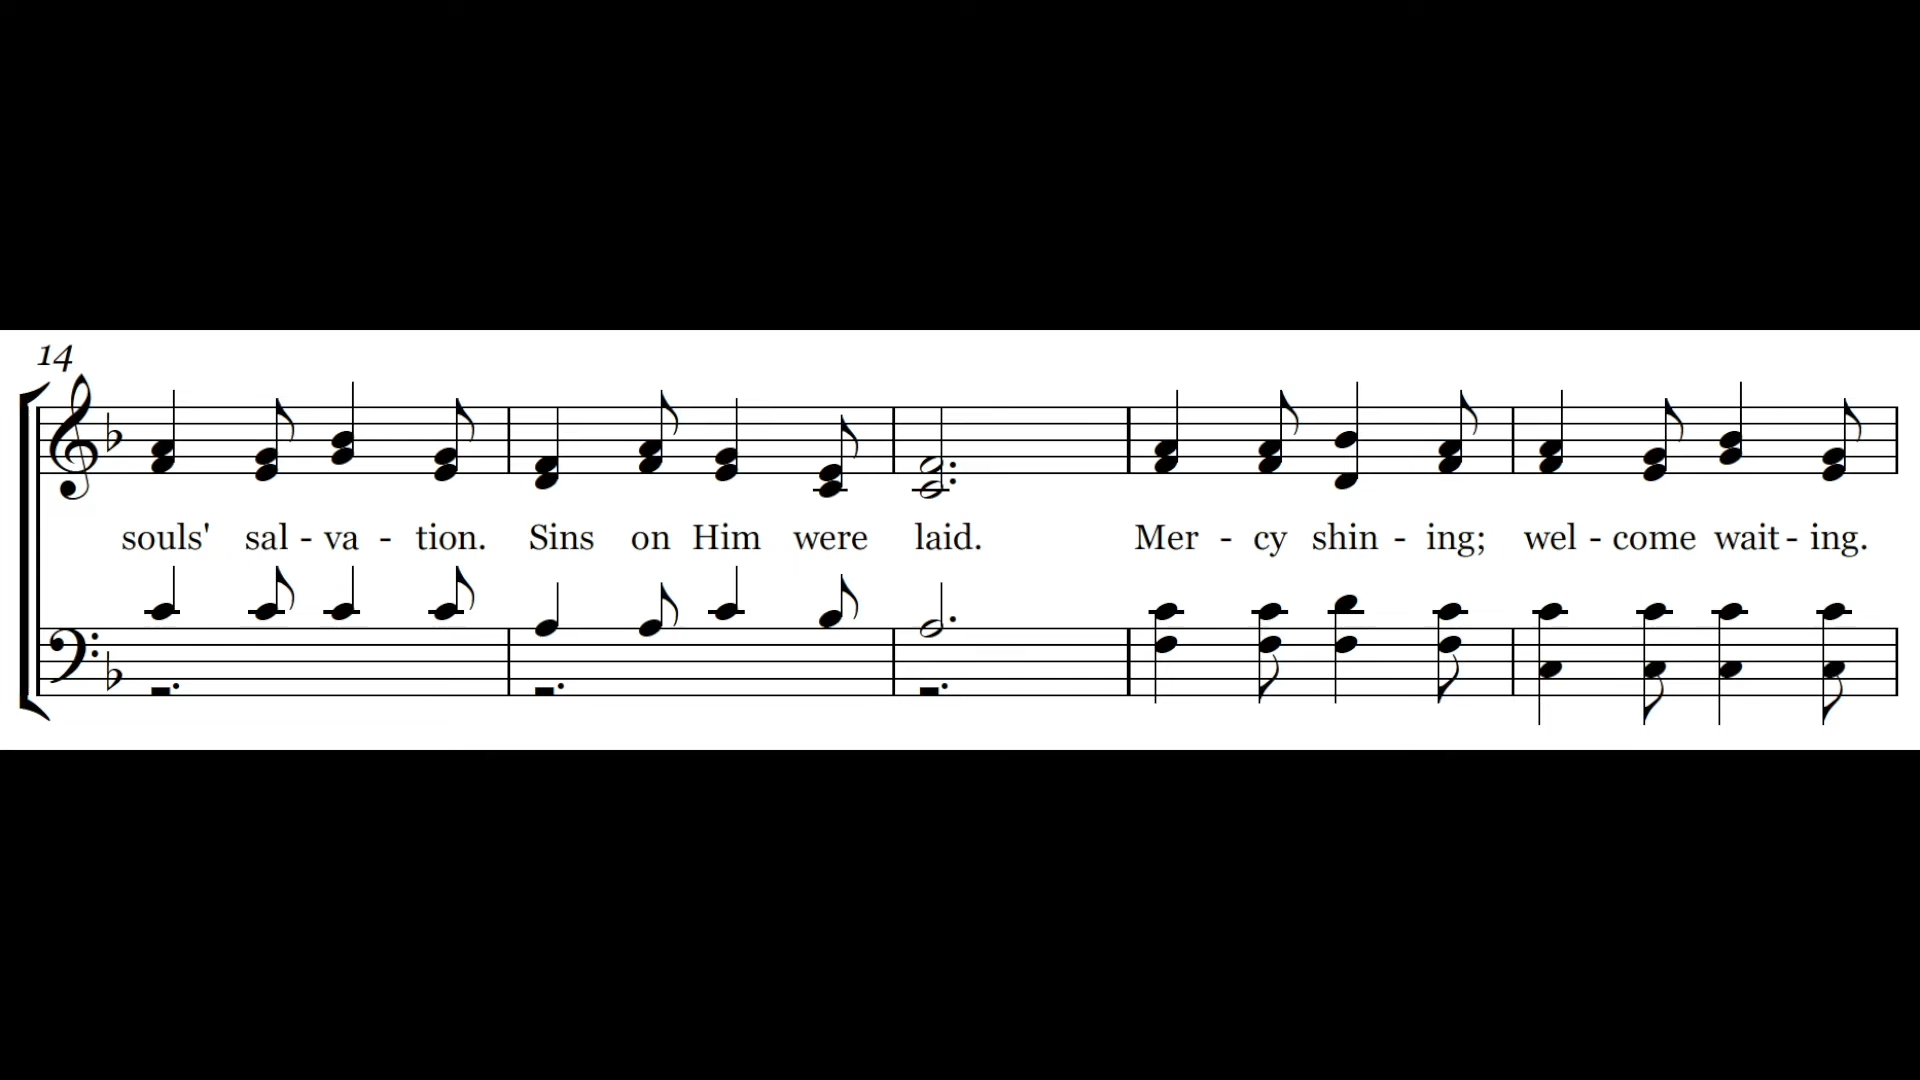 14
souls' sal - va - tion. Sins on Him were laid. Mer - cy shin - ing; wel - come wait - ing.